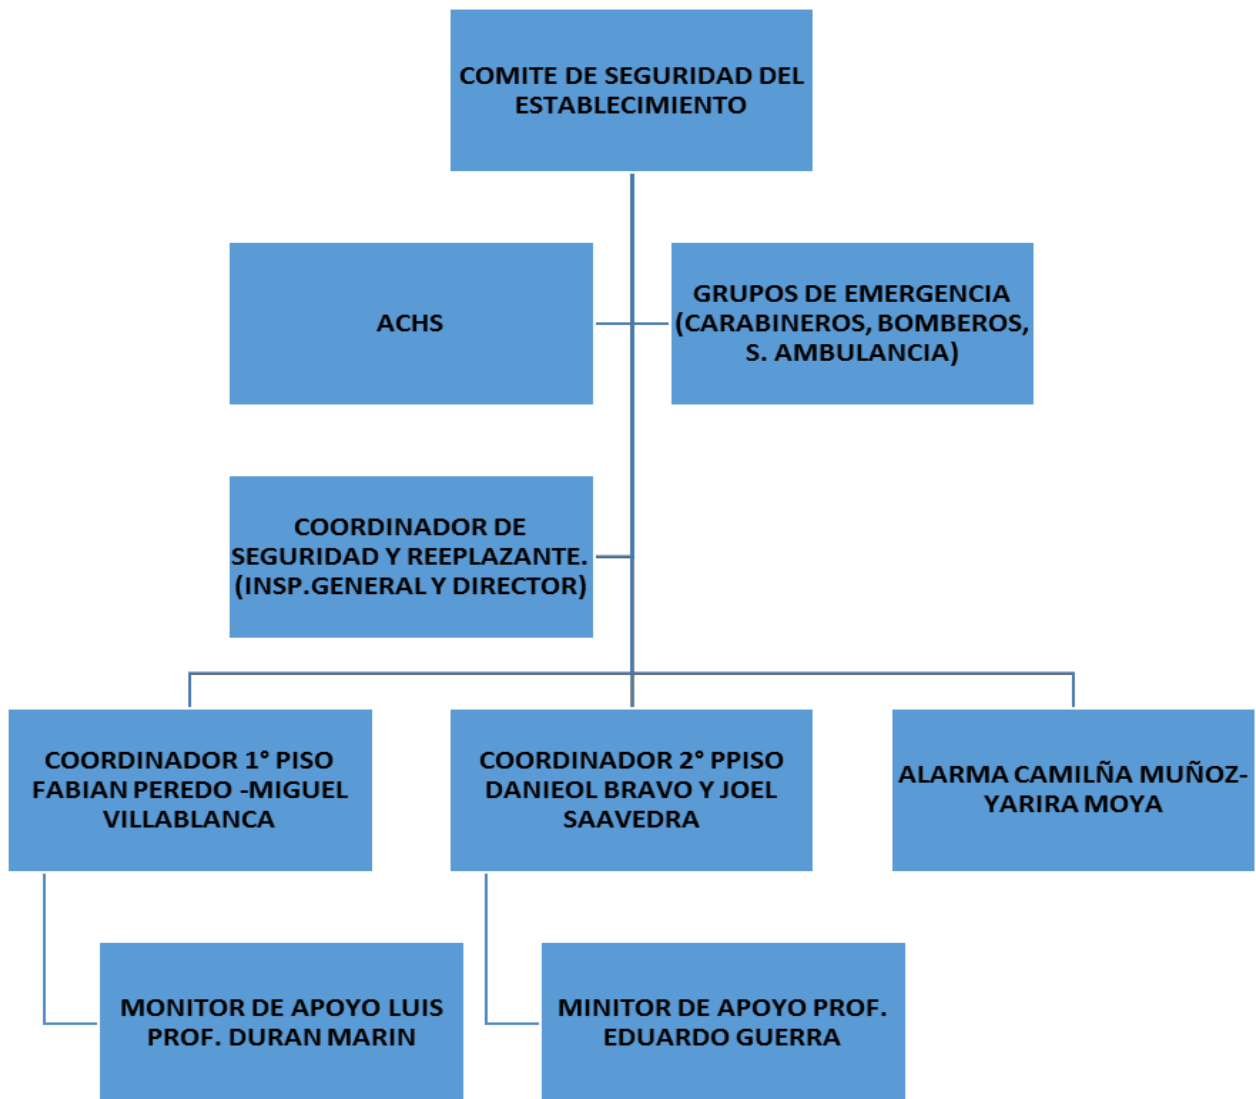 COMITE DE SEGURIDAD DEL
ESTABLECIMIENTO
ACHS
GRUPOS DE EMERGENCIA
(CARABINEROS, BOMBEROS,
S. AMBULANCIA)
COORDINADOR DE
SEGURIDAD Y REEPLAZANTE.
(INSP.GENERAL Y DIRECTOR)
COORDINADOR 1° PISO
FABIAN PEREDO -MIGUEL
VILLABLANCA
COORDINADOR 2° PPISO
DANIEOL BRAVO Y JOEL
SAAVEDRA
ALARMA CAMILÑA MUÑOZ-
YARIRA MOYA
MONITOR DE APOYO LUIS
PROF. DURAN MARIN
MINITOR DE APOYO PROF.
EDUARDO GUERRA